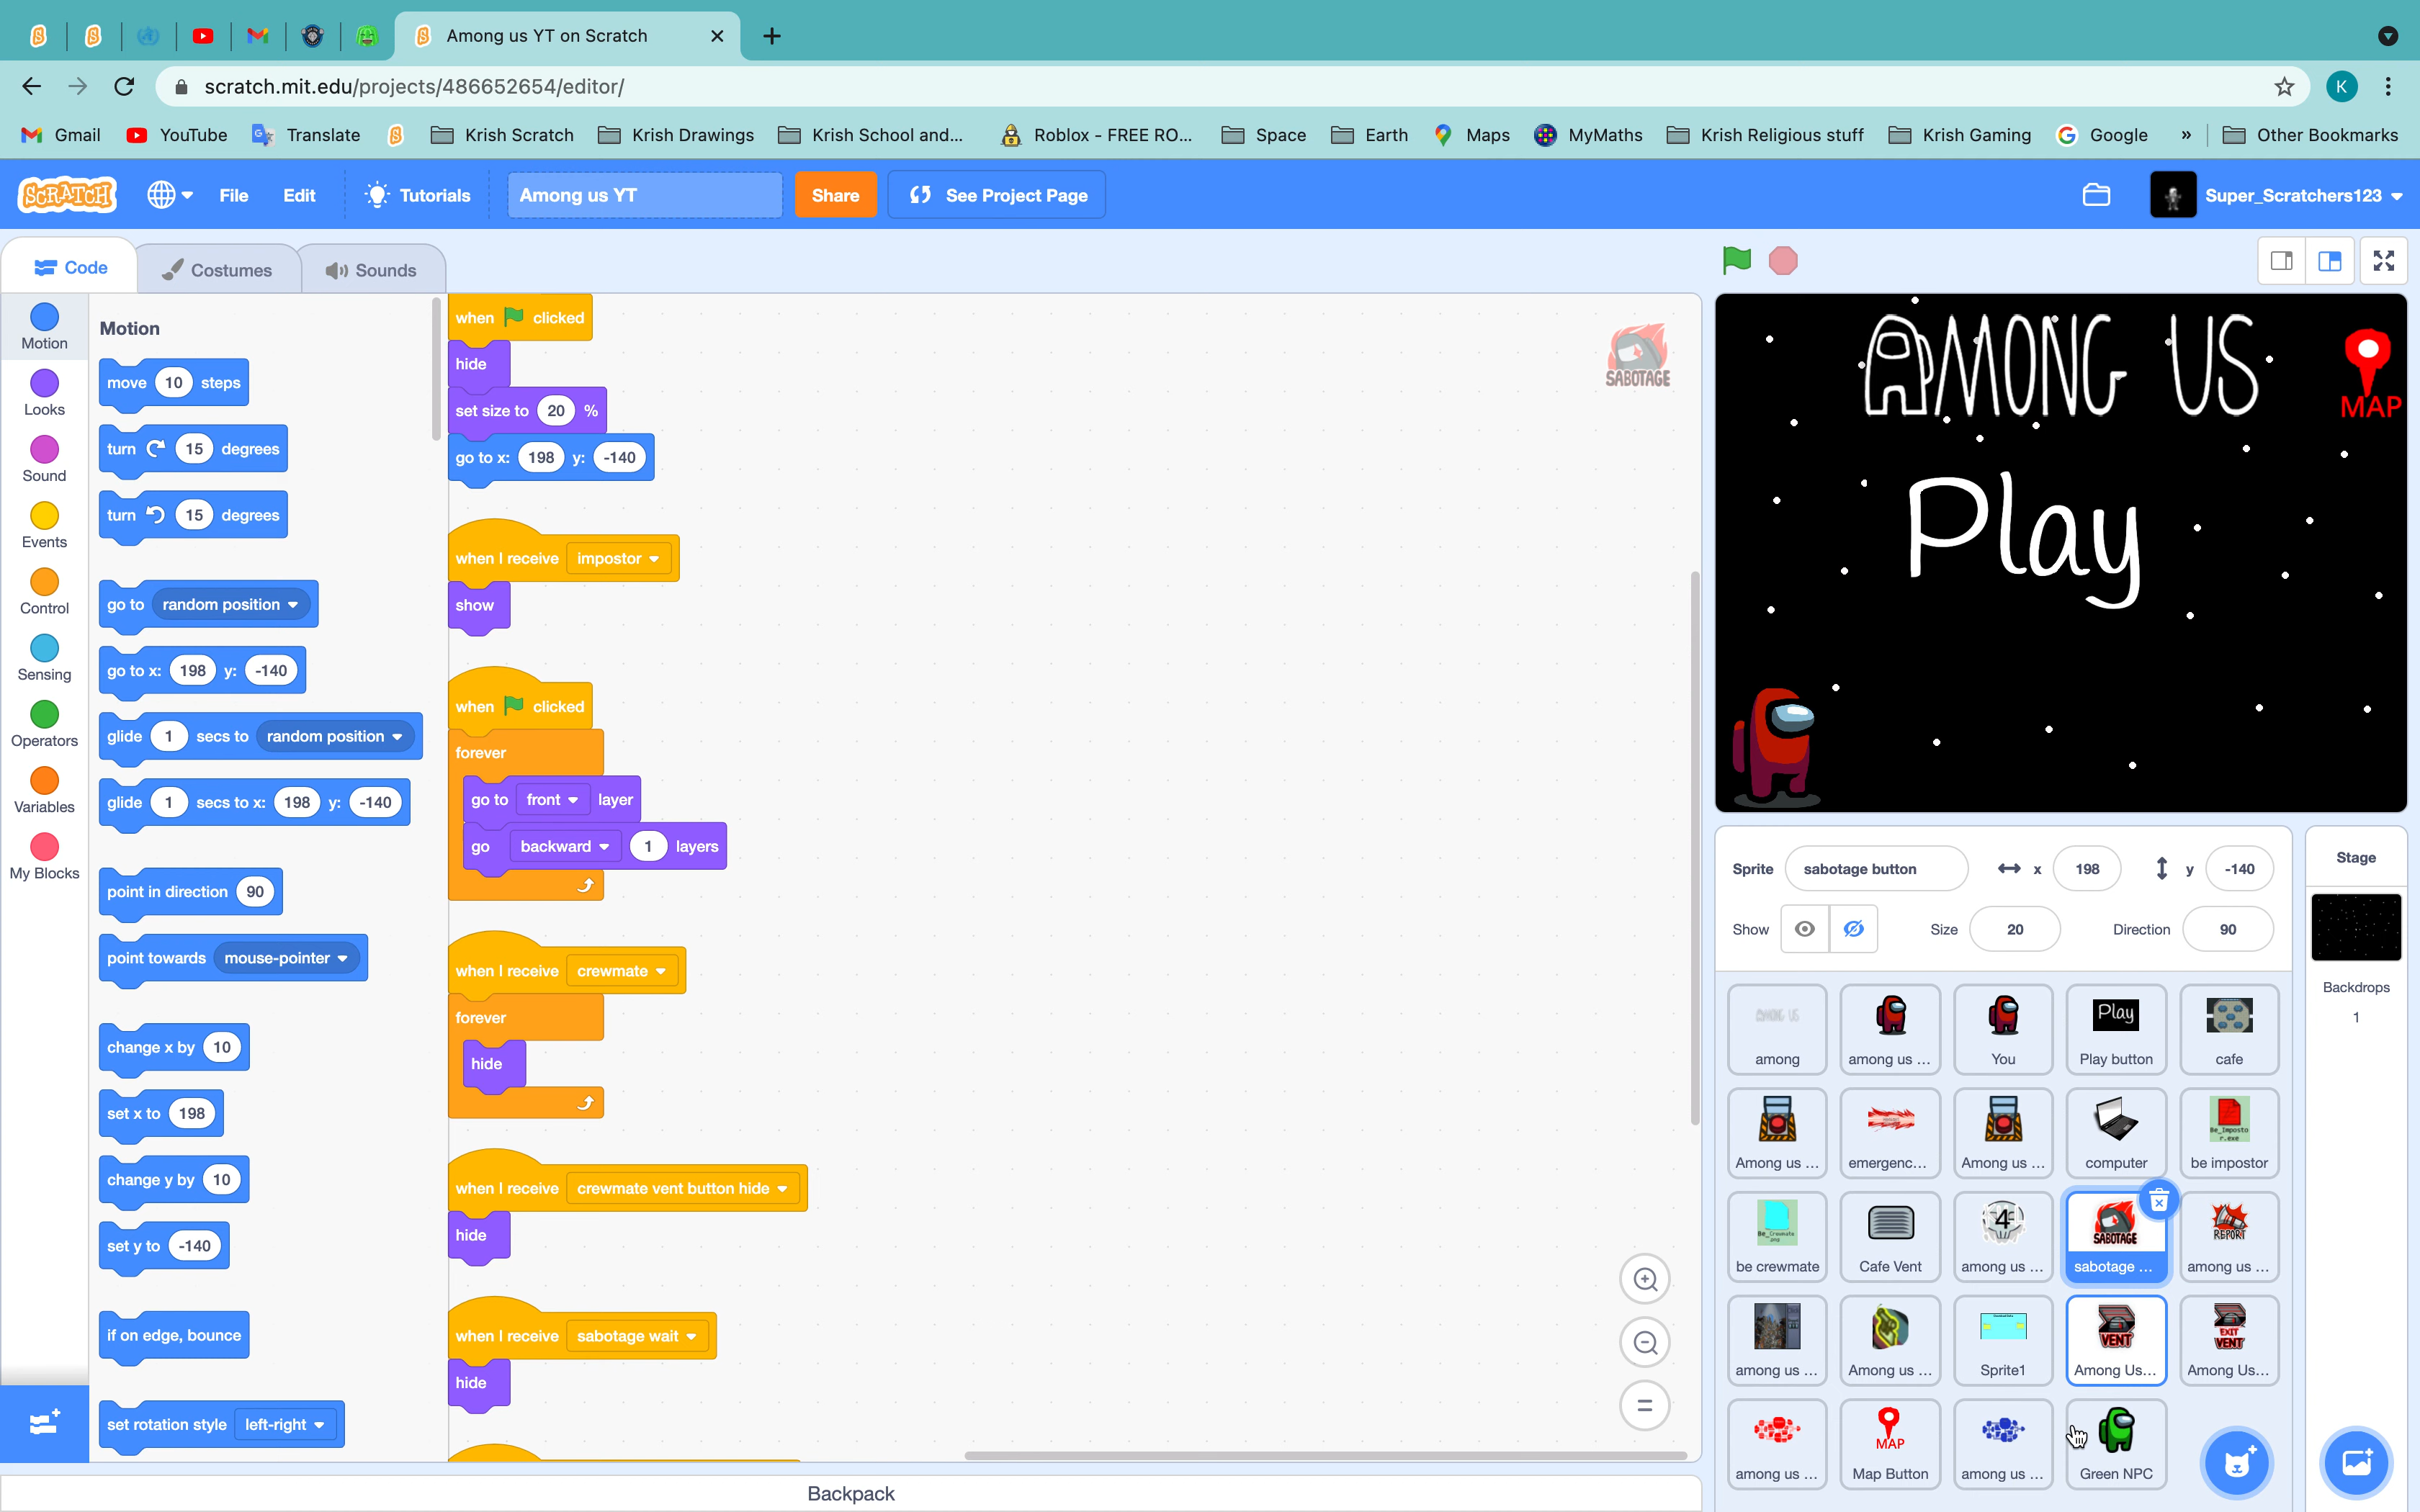 Among us YT on Scratch
scratch.mit.edu/projects/486652654/editor/
K
Gmail YouTube Translate Krish Scratch Krish Drawings Krish School and... Roblox - FREE RO... Space Earth Maps MyMaths Krish Religious stuff Krish Gaming Google » Other Bookmarks
SCRATCH File Edit Tutorials Among us YT Share See Project Page Super_Scratchers123
Code Costumes Sounds
Motion
Looks
Sound
Events
Control
Sensing
Operators
Variables
My Blocks
Motion
move 10 steps
turn 15 degrees
turn 15 degrees
go to random position
go to x: 198 y: -140
glide 1 secs to random position
glide 1 secs to x: 198 y: -140
point in direction 90
point towards mouse-pointer
change x by 10
set x to 198
change y by 10
set y to -140
if on edge, bounce
set rotation style left-right
when clicked
hide
set size to 20 %
go to x: 198 y: -140
when I receive impostor
show
when clicked
forever
go to front layer
go backward 1 layers
when I receive crewmate
forever
hide
when I receive crewmate vent button hide
hide
when I receive sabotage wait
hide
SABOTAGE
Backpack
AMONG US
MAP
Play
Sprite sabotage button x 198 y -140
Show Size 20 Direction 90
Play
among among us ... You Play button cafe
Among us ... emergenc... Among us ... computer be impostor
4 SABOTAGE REPORT
be crewmate Cafe Vent among us ... sabotage ... among us ...
VENT EXIT VENT
among us ... Among us ... Sprite1 Among Us... Among Us...
MAP
among us ... Map Button among us ... Green NPC
Stage
Backdrops
1